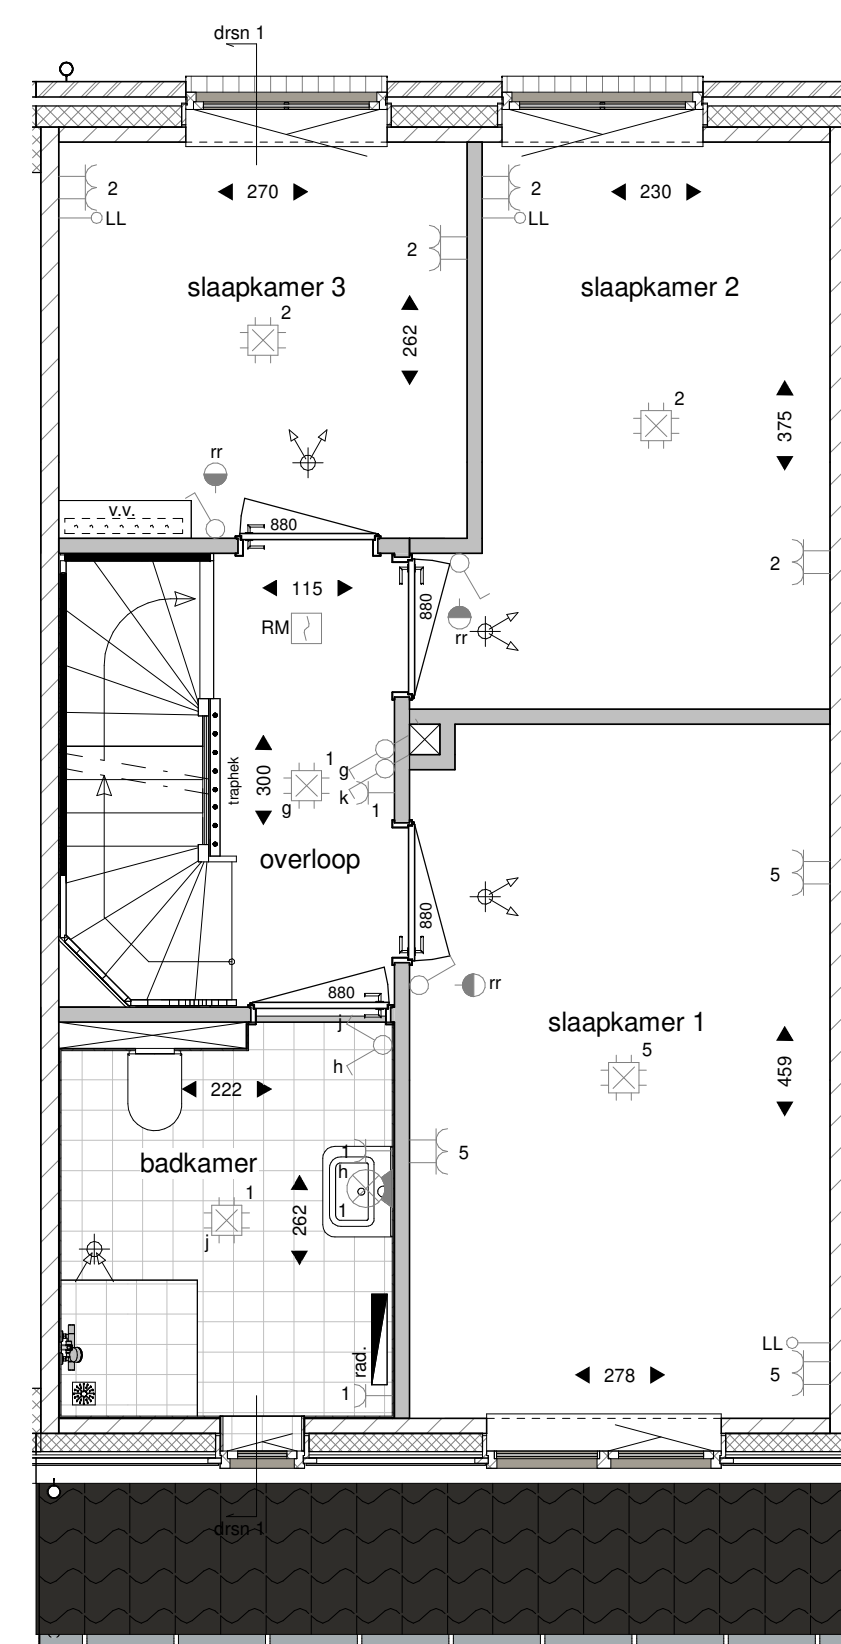 drsn 1
2
LL
270
2
slaapkamer 3
2
262
rr
v.v.
880
2
LL
230
slaapkamer 2
2
375
2
115
RM
880
rr
traphek
300
1
g
g
k
1
overloop
880
5
rr
slaapkamer 1
5
459
880
j
h
222
badkamer
1
j
1
h
1
262
5
rad.
1
LL
5
278
drsn 1